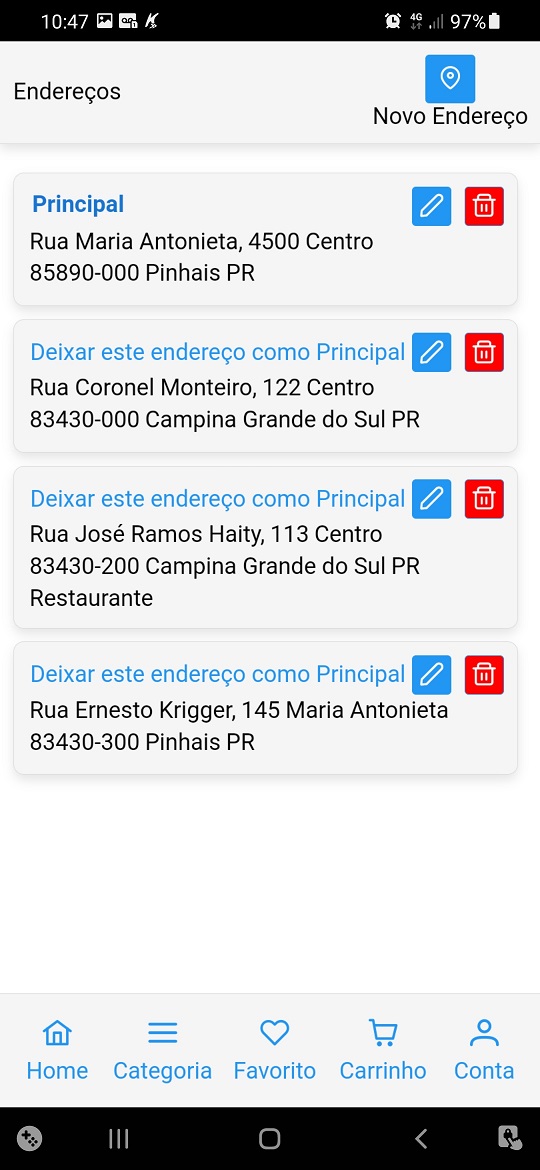 10:47 4G 97%
Endereços
Novo Endereço
Principal
Rua Maria Antonieta, 4500 Centro
85890-000 Pinhais PR
Deixar este endereço como Principal
Rua Coronel Monteiro, 122 Centro
83430-000 Campina Grande do Sul PR
Deixar este endereço como Principal
Rua José Ramos Haity, 113 Centro
83430-200 Campina Grande do Sul PR
Restaurante
Deixar este endereço como Principal
Rua Ernesto Krigger, 145 Maria Antonieta
83430-300 Pinhais PR
Home Categoria Favorito Carrinho Conta